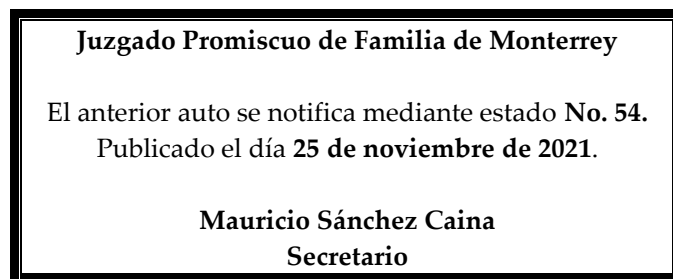 Juzgado Promiscuo de Familia de Monterrey
El anterior auto se notifica mediante estado No. 54.
Publicado el día 25 de noviembre de 2021.
Mauricio Sánchez Caina
Secretario